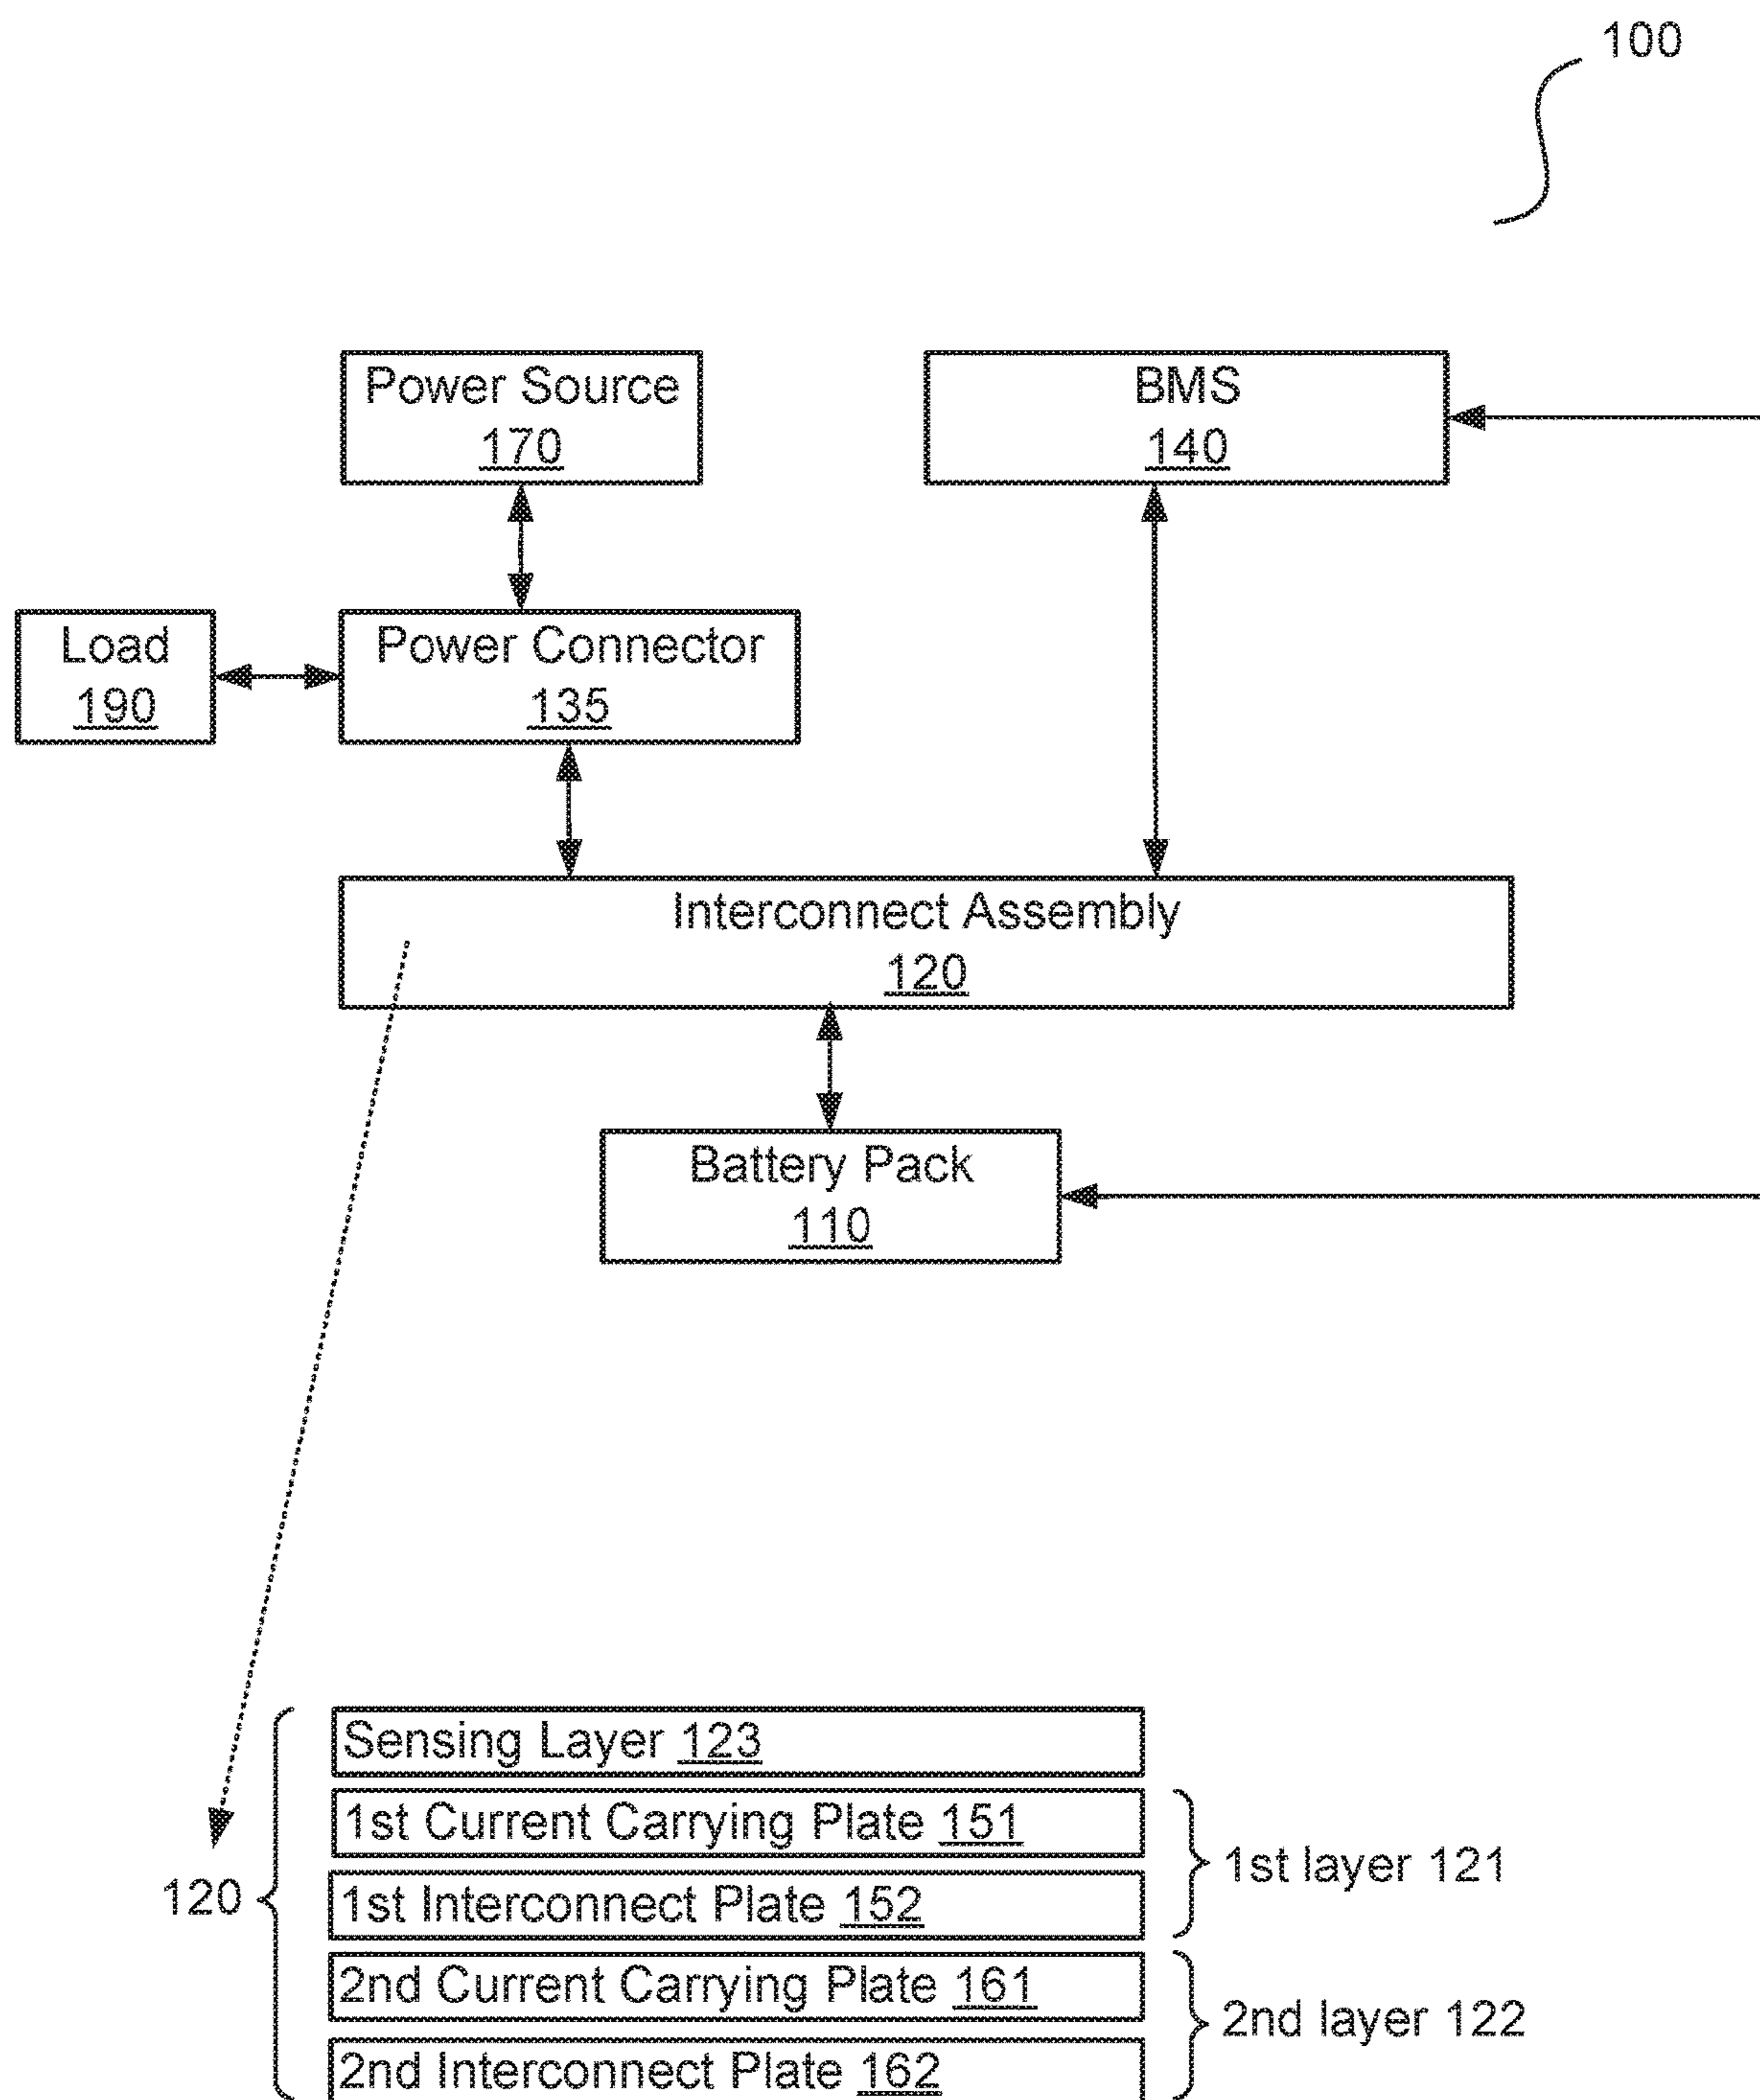 100
Power Source
170
BMS
140
Load
190
Power Connector
135
Interconnect Assembly
120
Battery Pack
110
Sensing Layer 123
1st Current Carrying Plate 151
1st Interconnect Plate 152
2nd Current Carrying Plate 161
2nd Interconnect Plate 162
120
1st layer 121
2nd layer 122